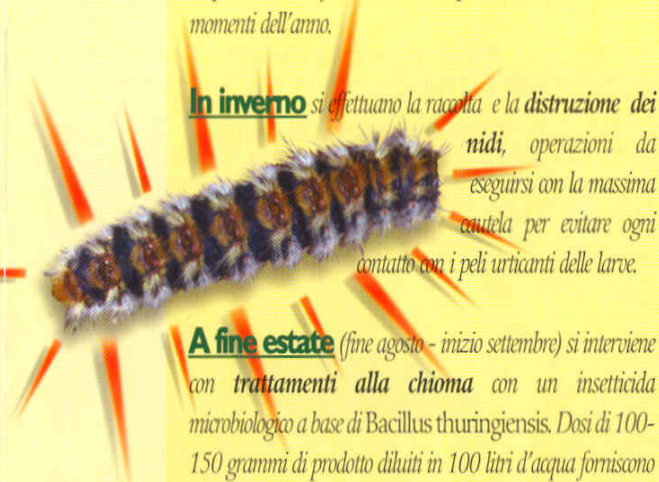 momenti dell'anno.
In inverno si effettuano la raccolta e la distruzione dei
nidi, operazioni da
eseguirsi con la massima
cautela per evitare ogni
contatto con i peli urticanti delle larve.
A fine estate (fine agosto - inizio settembre) si interviene
con trattamenti alla chioma con un insetticida
microbiologico a base di Bacillus thuringiensis. Dosi di 100-
150 grammi di prodotto diluiti in 100 litri d'acqua forniscono